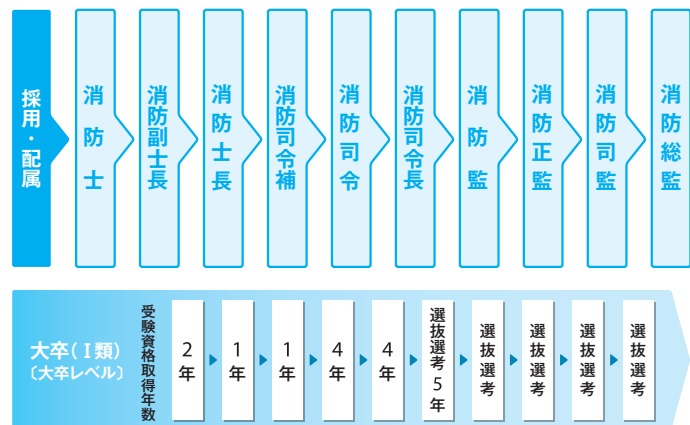 採用・配属
消防士
消防副士長
消防士長
消防司令補
消防司令
消防司令長
消防監
消防正監
消防司監
消防総監
大卒(Ⅰ類)
〔大卒レベル〕
受験資格取得年数
2年
1年
1年
4年
4年
選抜選考5年
選抜選考
選抜選考
選抜選考
選抜選考